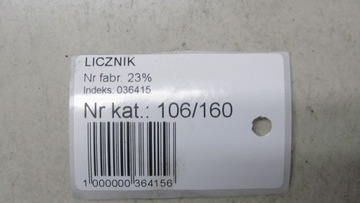 LICZNIK
Nr fabr. 23%
Indeks: 036415
Nr kat.: 106/160
1 000000 364156